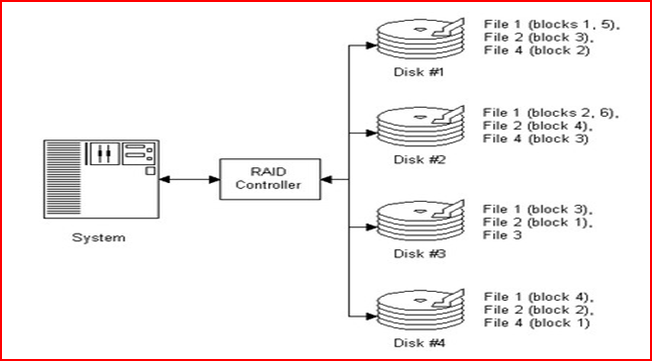 File 1 (blocks 1, 5),
File 2 (block 3),
File 4 (block 2)
Disk #1
File 1 (blocks 2, 6),
File 2 (block 4),
File 4 (block 3)
Disk #2
RAID
Controller
System
File 1 (block 3),
File 2 (block 1),
File 3
Disk #3
File 1 (block 4),
File 2 (block 2),
File 4 (block 1)
Disk #4